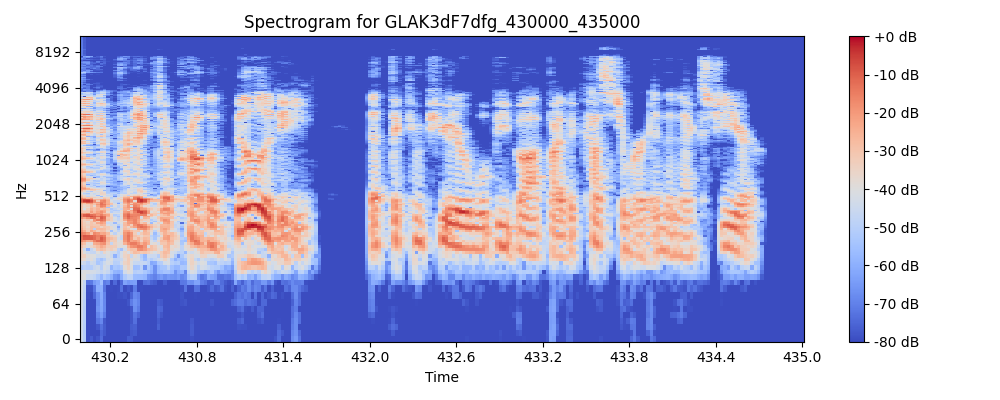 Spectrogram for GLAK3dF7dfg_430000_435000
8192
4096
2048
1024
512
256
128
64
0
Hz
430.2 430.8 431.4 432.0 432.6 433.2 433.8 434.4 435.0
Time
+0 dB
-10 dB
-20 dB
-30 dB
-40 dB
-50 dB
-60 dB
-70 dB
-80 dB